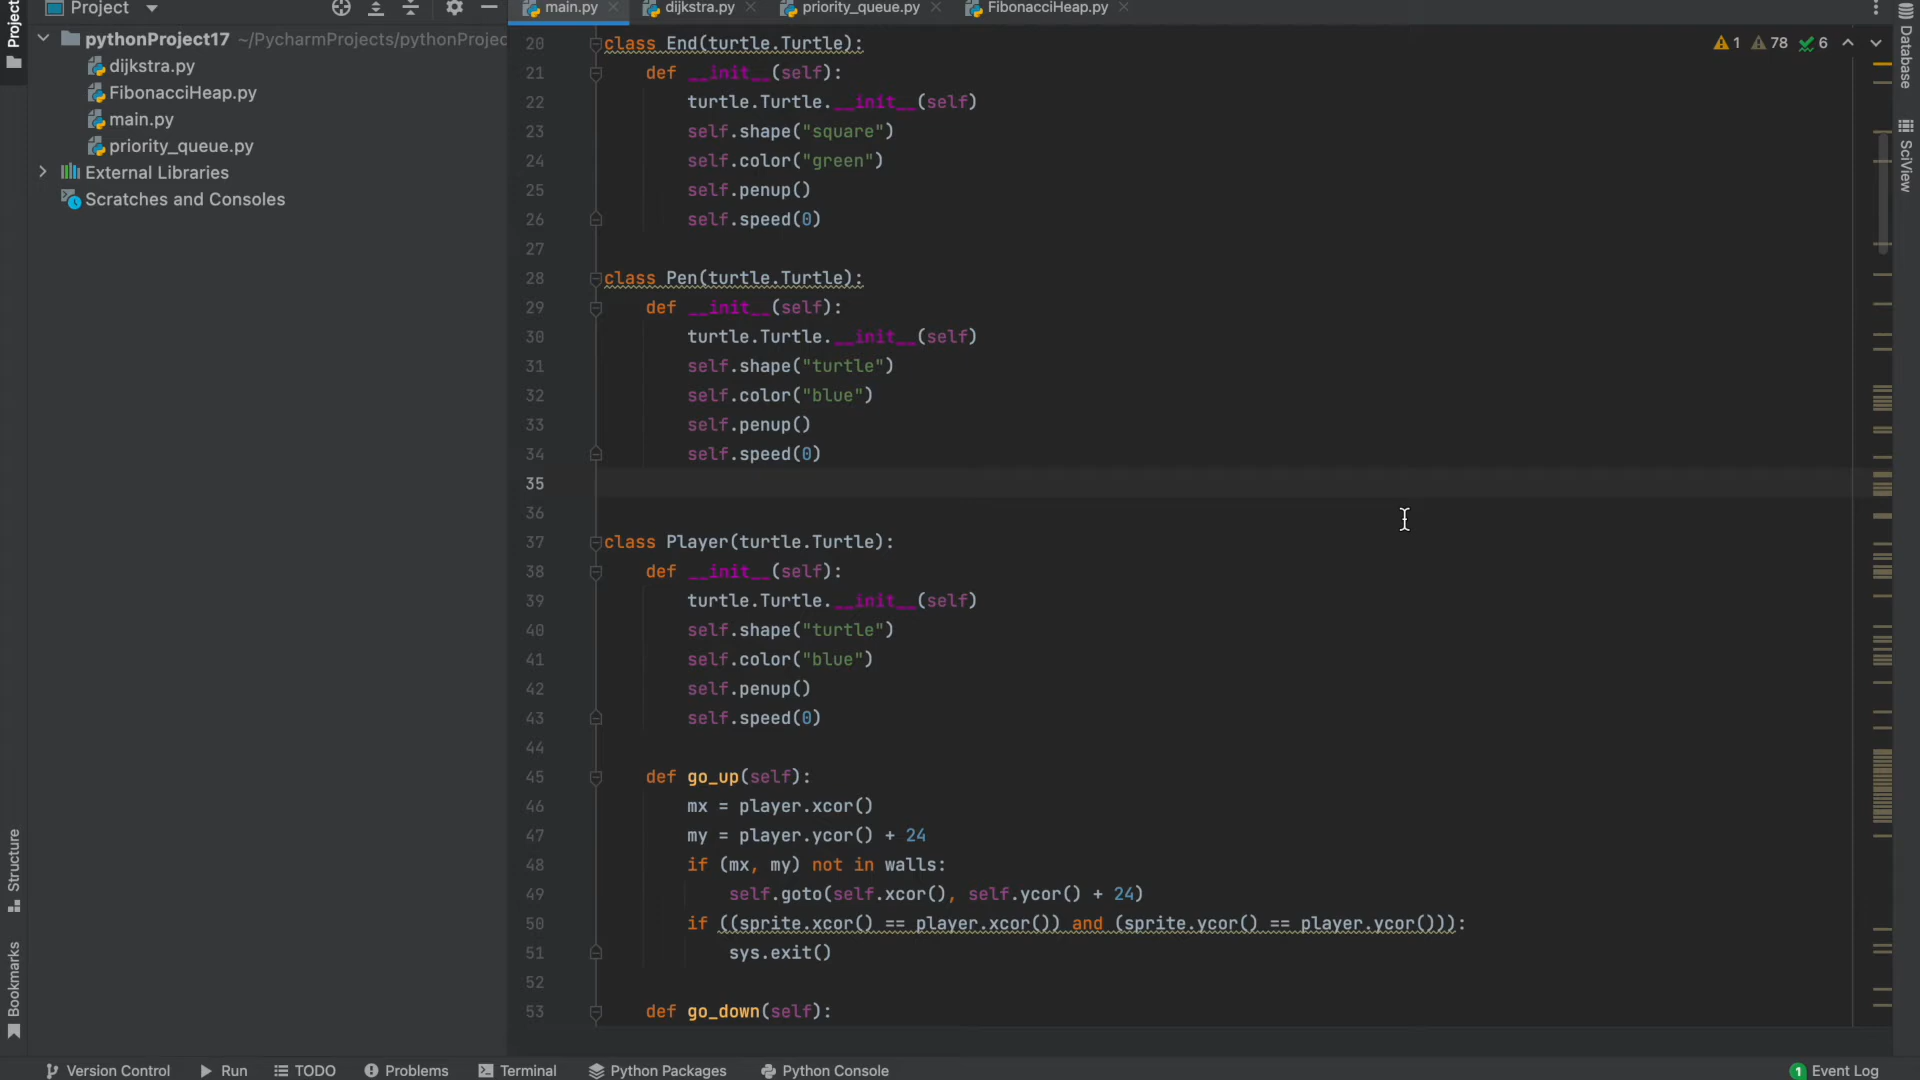 Project
main.py
dijkstra.py
priority_queue.py
FibonacciHeap.py
Project
pythonProject17 ~/PycharmProjects/pythonProjec
dijkstra.py
FibonacciHeap.py
main.py
priority_queue.py
External Libraries
Scratches and Consoles
Structure
Bookmarks
1 78 6
Database
SciView
20 class End(turtle.Turtle):
21 def __init__(self):
22 turtle.Turtle.__init__(self)
23 self.shape("square")
24 self.color("green")
25 self.penup()
26 self.speed(0)
27
28 class Pen(turtle.Turtle):
29 def __init__(self):
30 turtle.Turtle.__init__(self)
31 self.shape("turtle")
32 self.color("blue")
33 self.penup()
34 self.speed(0)
35
36
37 class Player(turtle.Turtle):
38 def __init__(self):
39 turtle.Turtle.__init__(self)
40 self.shape("turtle")
41 self.color("blue")
42 self.penup()
43 self.speed(0)
44
45 def go_up(self):
46 mx = player.xcor()
47 my = player.ycor() + 24
48 if (mx, my) not in walls:
49 self.goto(self.xcor(), self.ycor() + 24)
50 if ((sprite.xcor() == player.xcor()) and (sprite.ycor() == player.ycor())):
51 sys.exit()
52
53 def go_down(self):
Version Control
Run
TODO
Problems
Terminal
Python Packages
Python Console
1 Event Log